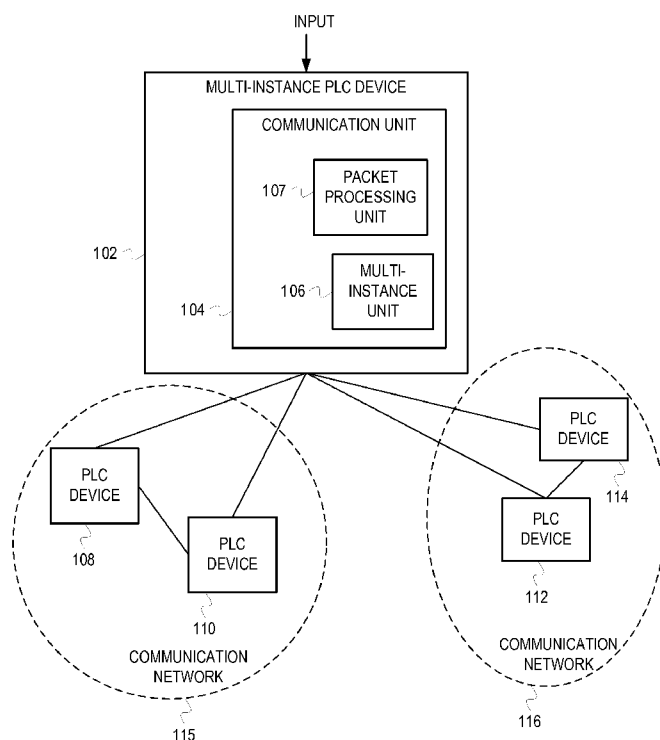 INPUT
MULTI-INSTANCE PLC DEVICE
COMMUNICATION UNIT
107
PACKET
PROCESSING
UNIT
102
106
MULTI-
INSTANCE
UNIT
104
PLC
DEVICE
108
PLC
DEVICE
110
COMMUNICATION
NETWORK
115
PLC
DEVICE
114
PLC
DEVICE
112
COMMUNICATION
NETWORK
116